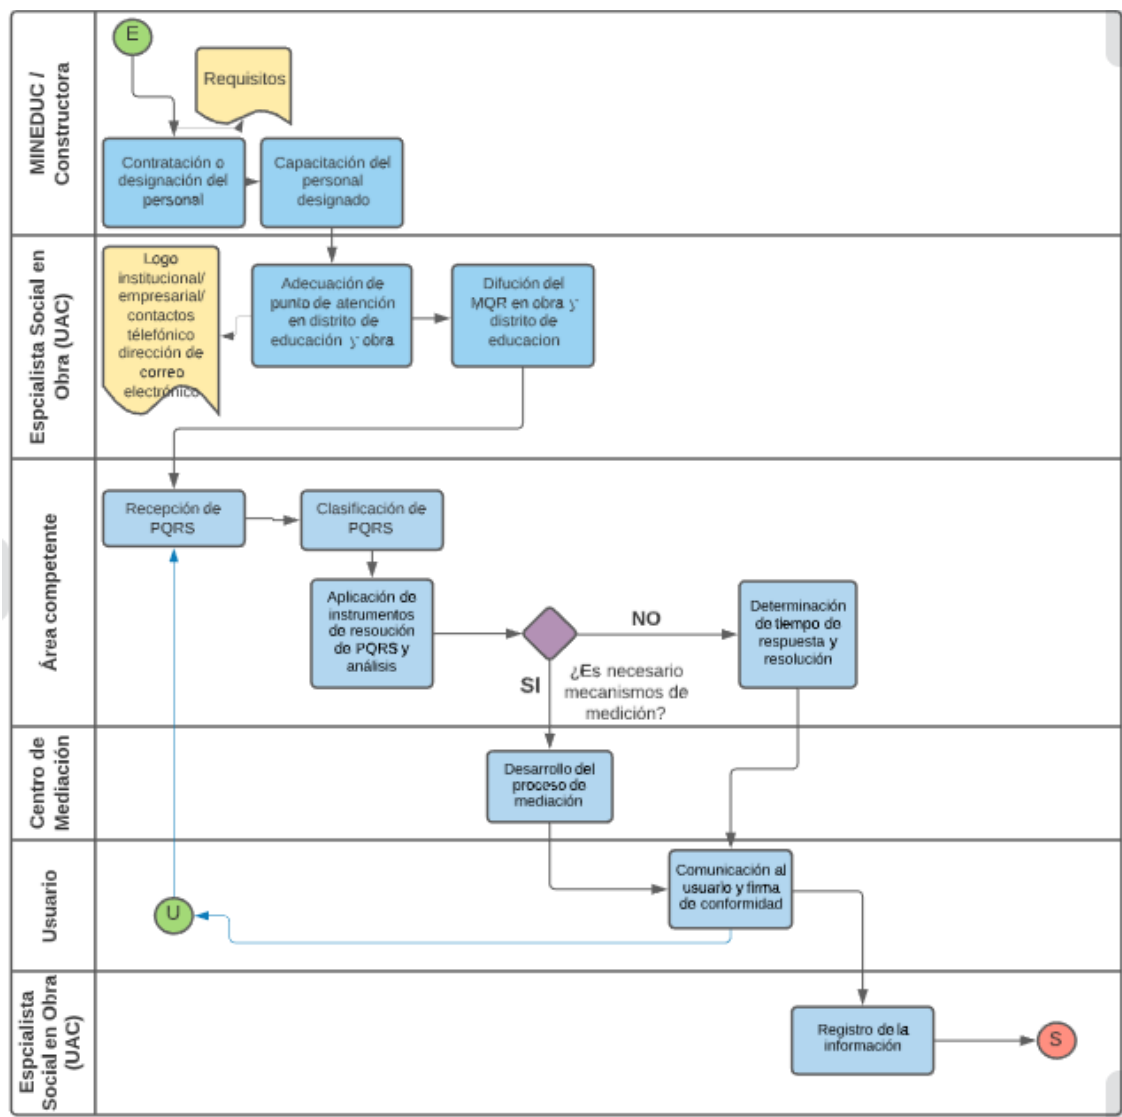 MINEDUC /
Constructora
E
Requisitos
Contratación o
designación del
personal
Capacitación del
personal
designado
Espcialista Social en
Obra (UAC)
Logo
institucional/
empresarial/
contactos
télefónico
dirección de
correo
electrónico
Adecuación de
punto de atención
en distrito de
educación y obra
Difución del
MQR en obra y
distrito de
educacion
Área competente
Recepción de
PQRS
Clasificación de
PQRS
Aplicación de
instrumentos
de resoución
de PQRS y
análisis
NO
SI
¿Es necesario
mecanismos de
medición?
Determinación
de tiempo de
respuesta y
resolución
Centro de
Mediación
Desarrollo del
proceso de
mediación
Usuario
U
Comunicación al
usuario y firma
de conformidad
Espcialista
Social en Obra
(UAC)
Registro de la
información
S